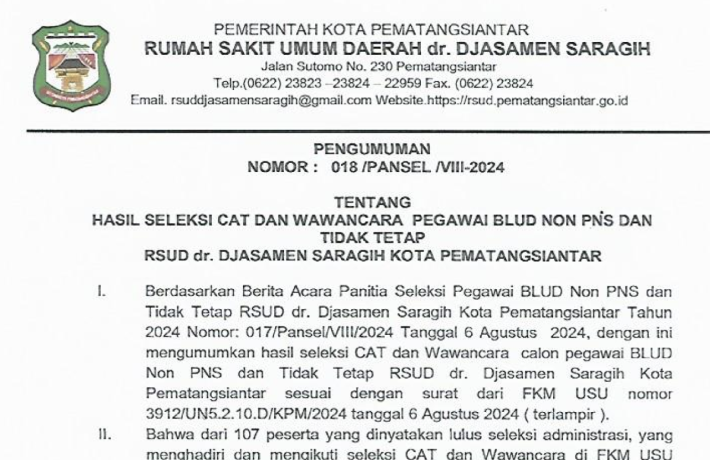 PEMERINTAH KOTA PEMATANGSIANTAR
RUMAH SAKIT UMUM DAERAH dr. DJASAMEN SARAGIH
Jalan Sutomo No. 230 Pematangsiantar
Telp.(0622) 23823 –23824 – 22959 Fax. (0622) 23824
Email. rsuddjasamensaragih@gmail.com Website.https://rsud.pematangsiantar.go.id
PENGUMUMAN
NOMOR : 018 /PANSEL /VIII-2024
TENTANG
HASIL SELEKSI CAT DAN WAWANCARA PEGAWAI BLUD NON PNS DAN
TIDAK TETAP
RSUD dr. DJASAMEN SARAGIH KOTA PEMATANGSIANTAR
I. Berdasarkan Berita Acara Panitia Seleksi Pegawai BLUD Non PNS dan
Tidak Tetap RSUD dr. Djasamen Saragih Kota Pematangsiantar Tahun
2024 Nomor: 017/Pansel/VIII/2024 Tanggal 6 Agustus 2024, dengan ini
mengumumkan hasil seleksi CAT dan Wawancara calon pegawai BLUD
Non PNS dan Tidak Tetap RSUD dr. Djasamen Saragih Kota
Pematangsiantar sesuai dengan surat dari FKM USU nomor
3912/UN5.2.10.D/KPM/2024 tanggal 6 Agustus 2024 ( terlampir ).
II. Bahwa dari 107 peserta yang dinyatakan lulus seleksi administrasi, yang
menghadiri dan mengikuti seleksi CAT dan Wawancara di FKM USU